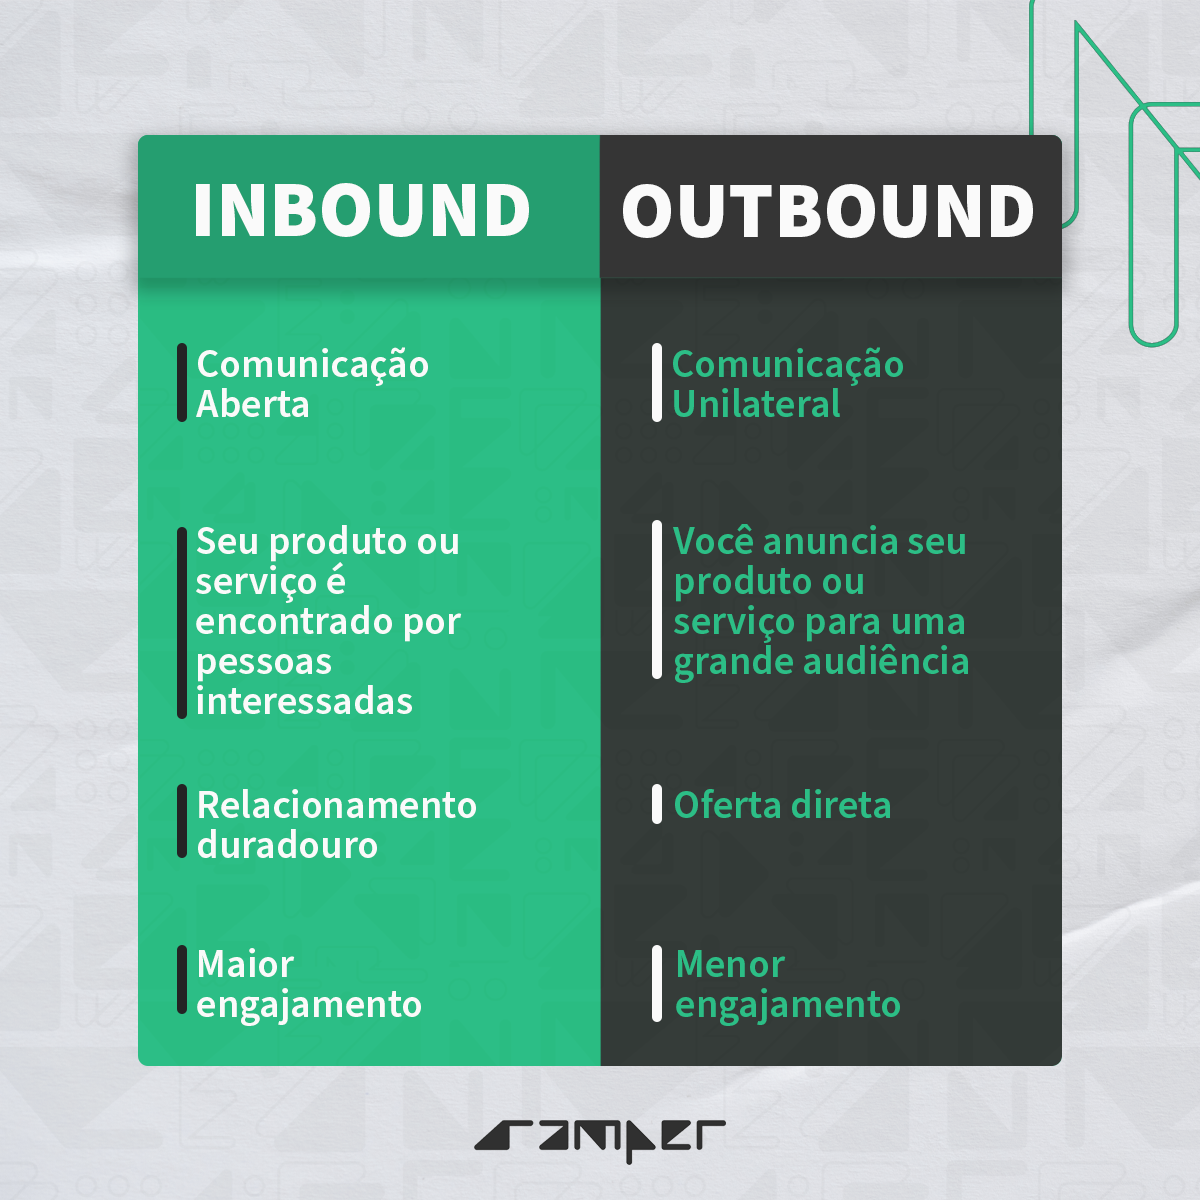 INBOUND
OUTBOUND
Comunicação
Aberta
Comunicação
Unilateral
Seu produto ou
serviço é
encontrado por
pessoas
interessadas
Você anuncia seu
produto ou
serviço para uma
grande audiência
Relacionamento
duradouro
Oferta direta
Maior
engajamento
Menor
engajamento
ramper